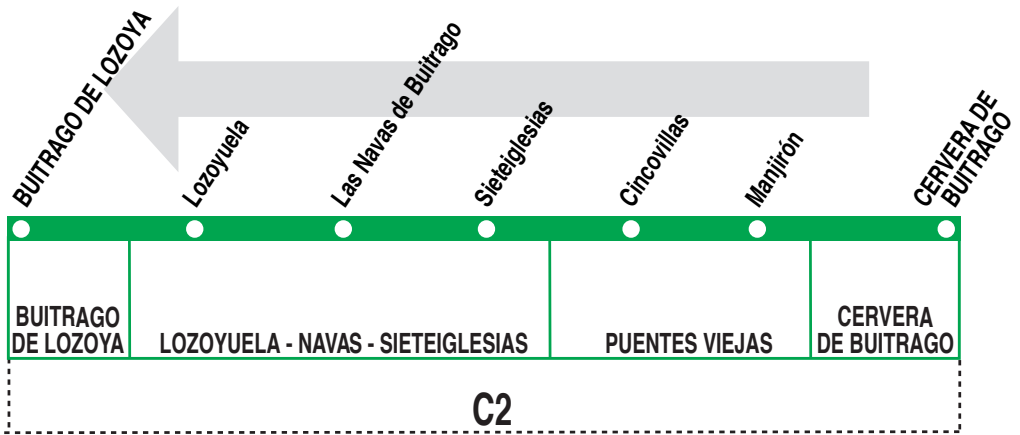 BUITRAGO DE LOZOYA
Lozoyuela
Las Navas de Buitrago
Sieteiglesias
Cincovillas
Manjirón
CERVERA DE
BUITRAGO
BUITRAGO
DE LOZOYA
LOZOYUELA - NAVAS - SIETEIGLESIAS
PUENTES VIEJAS
CERVERA
DE BUITRAGO
C2